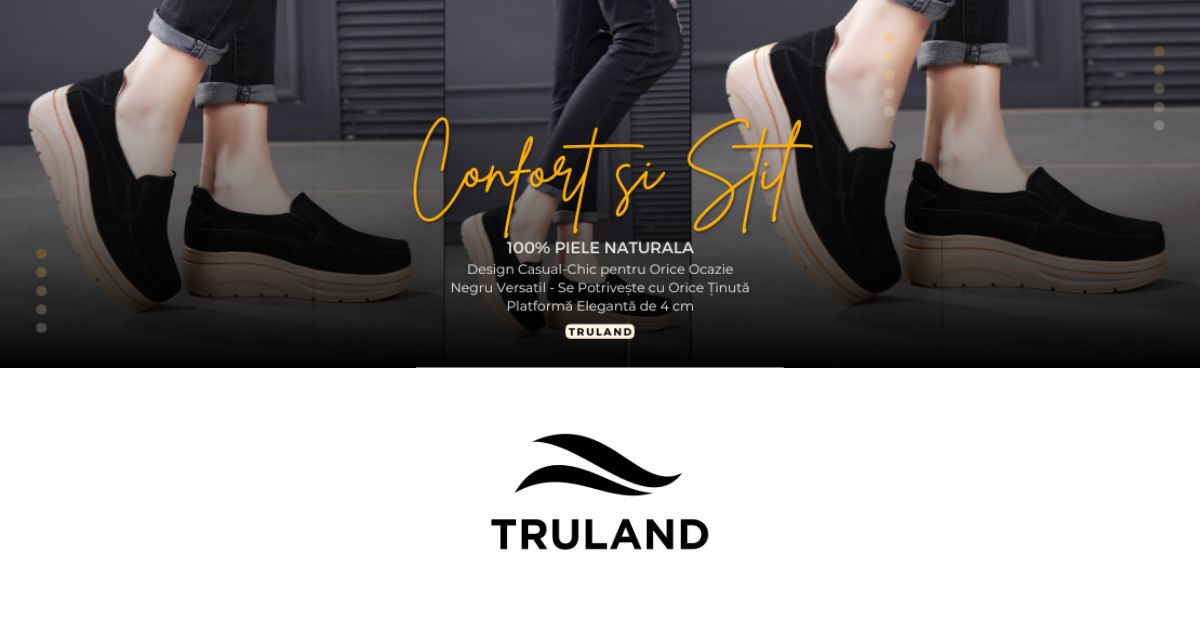 Confort si Stil
100% PIELE NATURALA
Design Casual-Chic pentru Orice Ocazie
Negru Versatil - Se Potrivește cu Orice Ținută
Platformă Elegantă de 4 cm
TRULAND
TRULAND